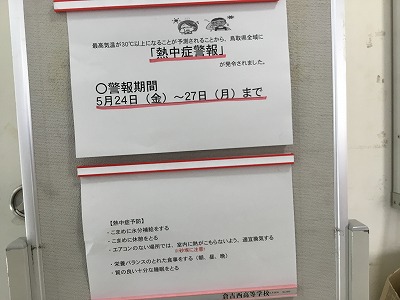 最高気温が30℃以上になることが予測されることから、鳥取県全域に
「熱中症警報」
が発令されました。
〇警報期間
5月24日（金）～27日（月）まで
【熱中症予防】
・こまめに水分補給をする
・こまめに休憩をとる
・エアコンのない場所では、室内に熱がこもらないよう、適宜換気する
・栄養バランスのとれた食事をする（朝、昼、晩）
・質の良い十分な睡眠をとる
倉吉西高等学校